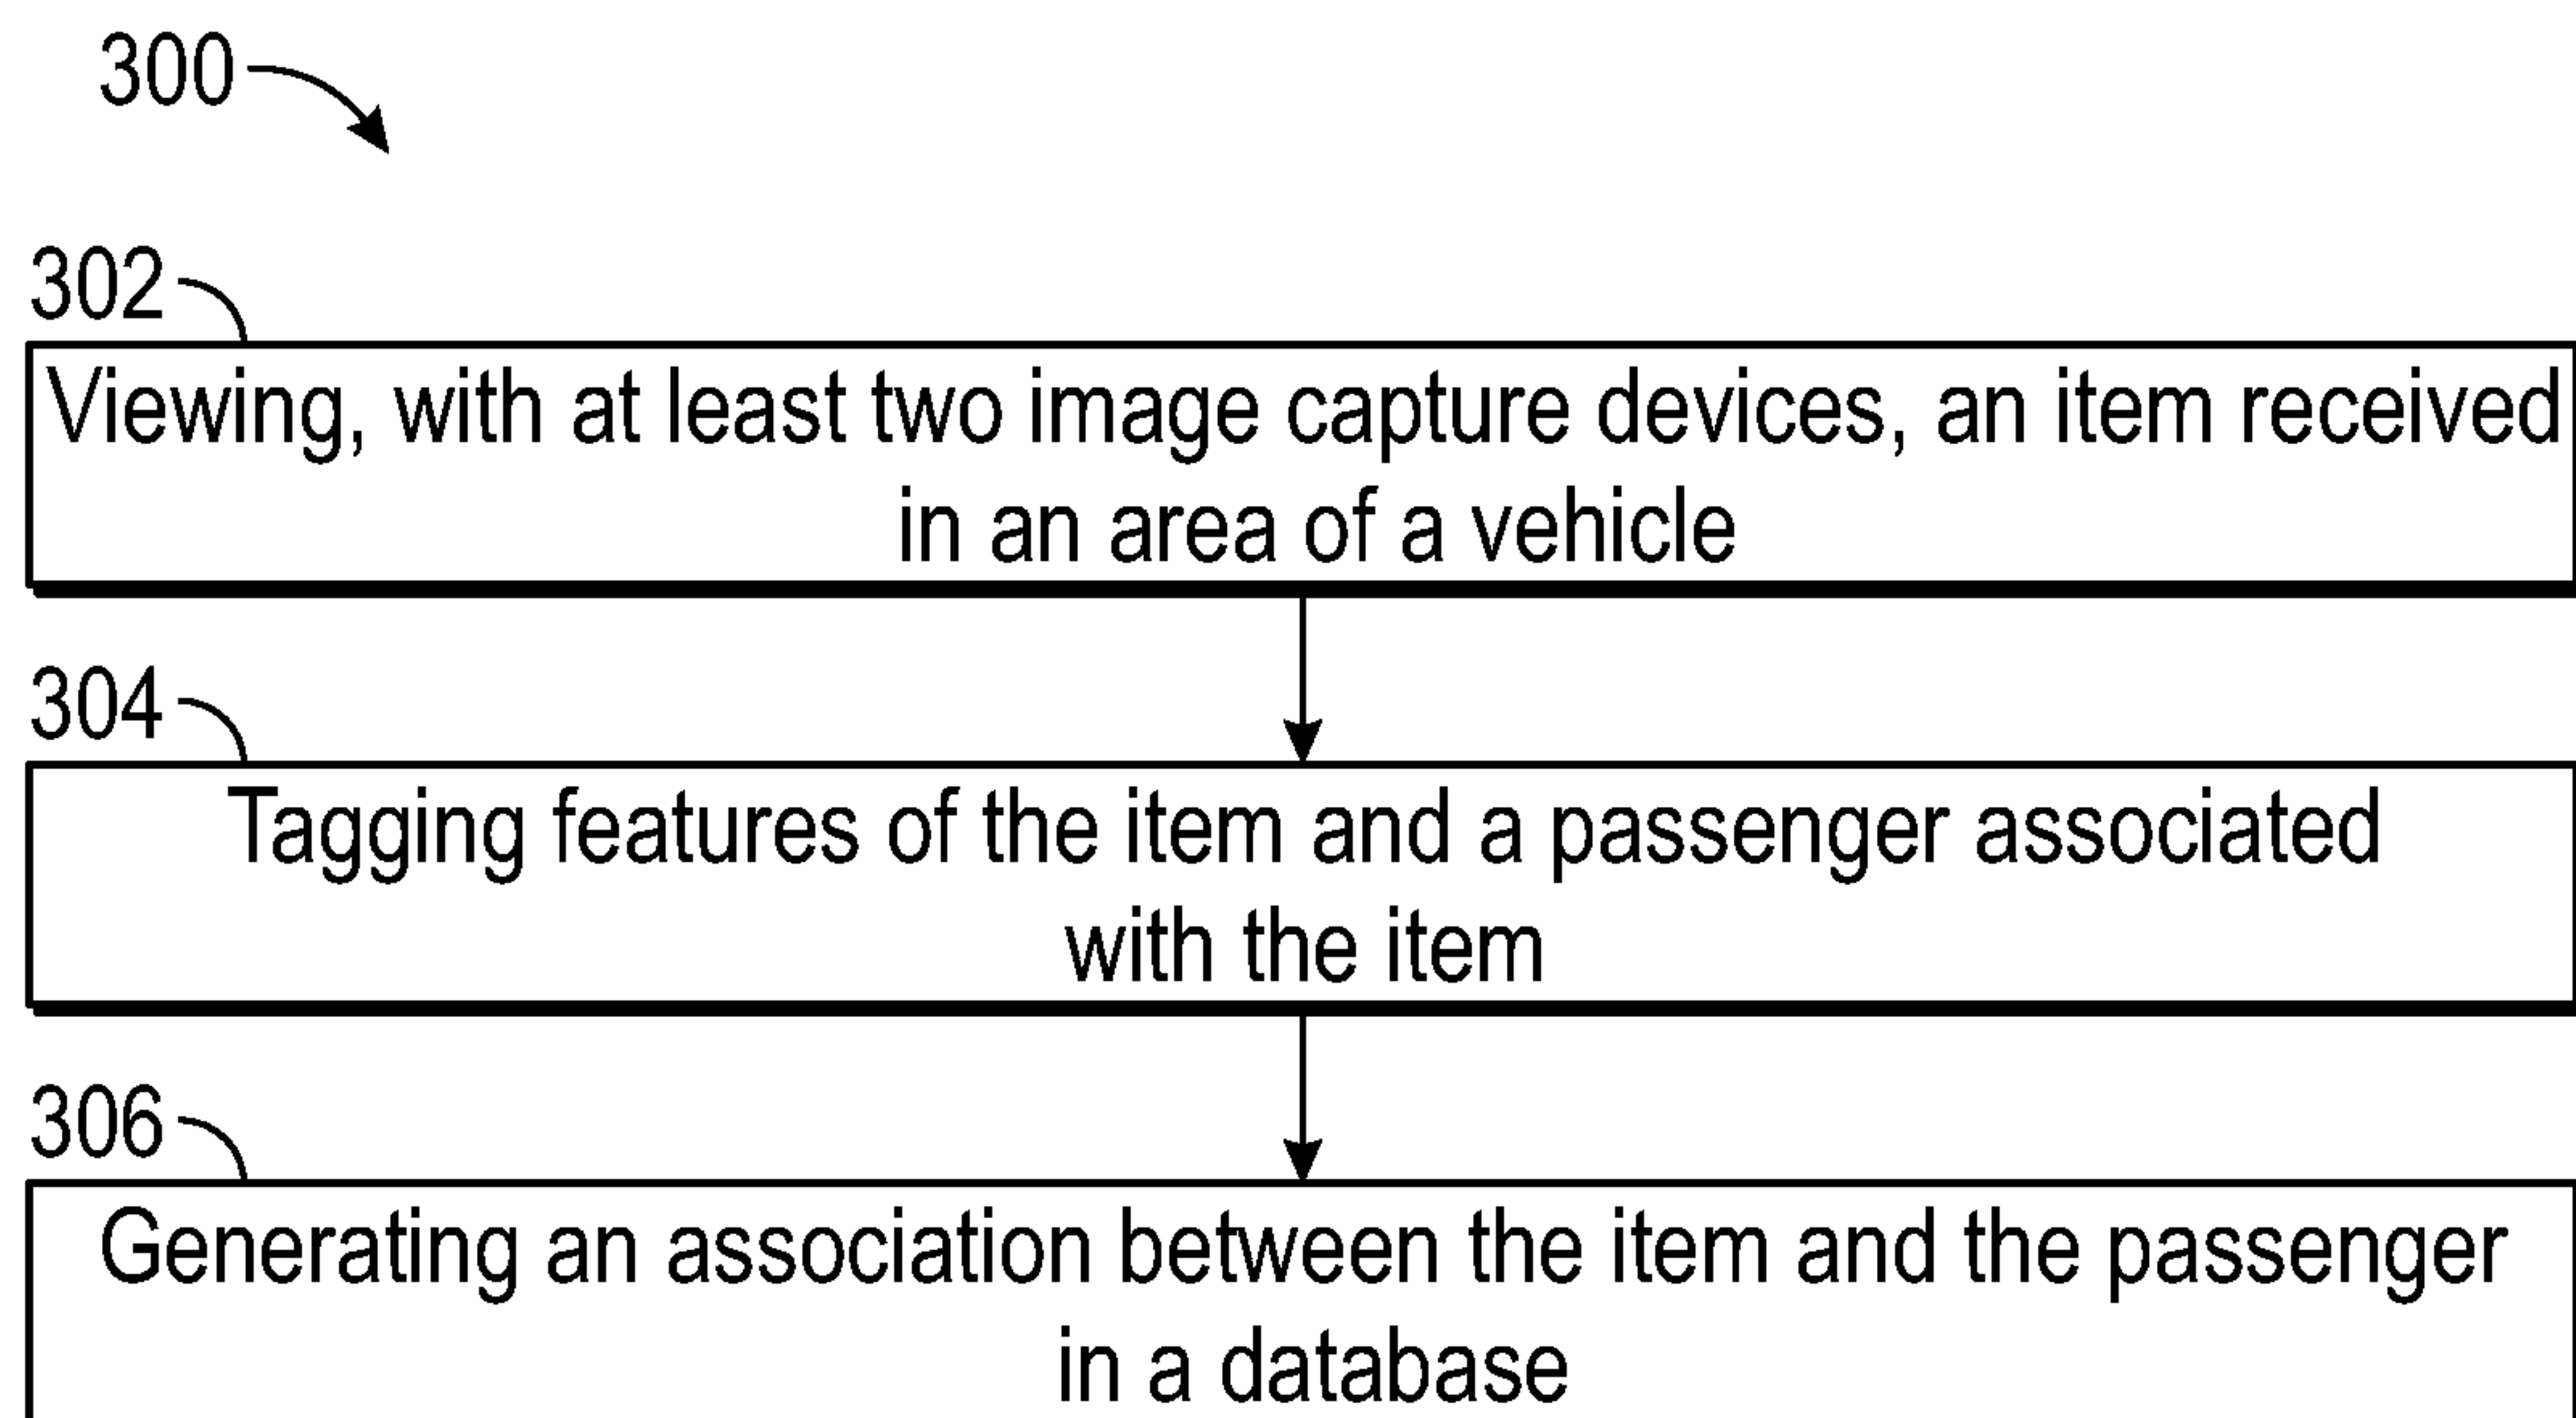 300
302
Viewing, with at least two image capture devices, an item received
in an area of a vehicle
304
Tagging features of the item and a passenger associated
with the item
306
Generating an association between the item and the passenger
in a database